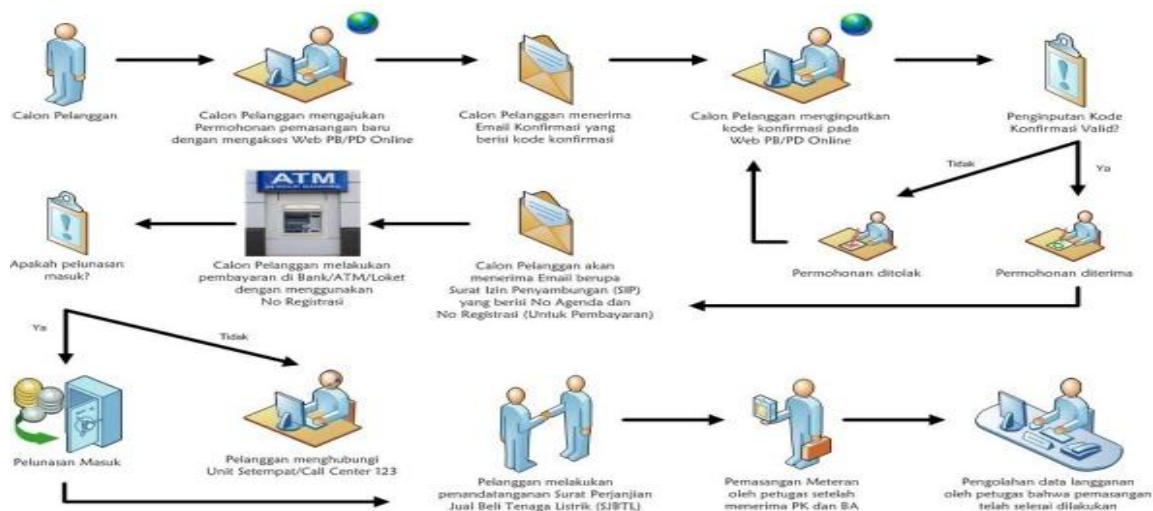 Calon Pelanggan
Calon Pelanggan mengajukan
Permohonan pemasangan baru
dengan mengakses Web PB/PD Online
Calon Pelanggan menerima
Email Konfirmasi yang
berisi kode konfirmasi
Calon Pelanggan menginputkan
kode konfirmasi pada
Web PB/PD Online
Penginputan Kode
Konfirmasi Valid?
Tidak
Ya
Apakah pelunasan
masuk?
ATM
Calon Pelanggan melakukan
pembayaran di Bank/ATM/Loket
dengan menggunakan
No Registrasi
Calon Pelanggan akan
menerima Email berupa
Surat Izin Penyambungan (SIP)
yang berisi No Agenda dan
No Registrasi (Untuk Pembayaran)
Permohonan ditolak
Permohonan diterima
Ya
Tidak
Pelunasan Masuk
Pelanggan menghubungi
Unit Setempat/Call Center 123
Pelanggan melakukan
penandatanganan Surat Perjanjian
Jual Beli Tenaga Listrik (SJBTL)
Pemasangan Meteran
oleh petugas setelah
menerima PK dan BA
Pengolahan data langganan
oleh petugas bahwa pemasangan
telah selesai dilakukan